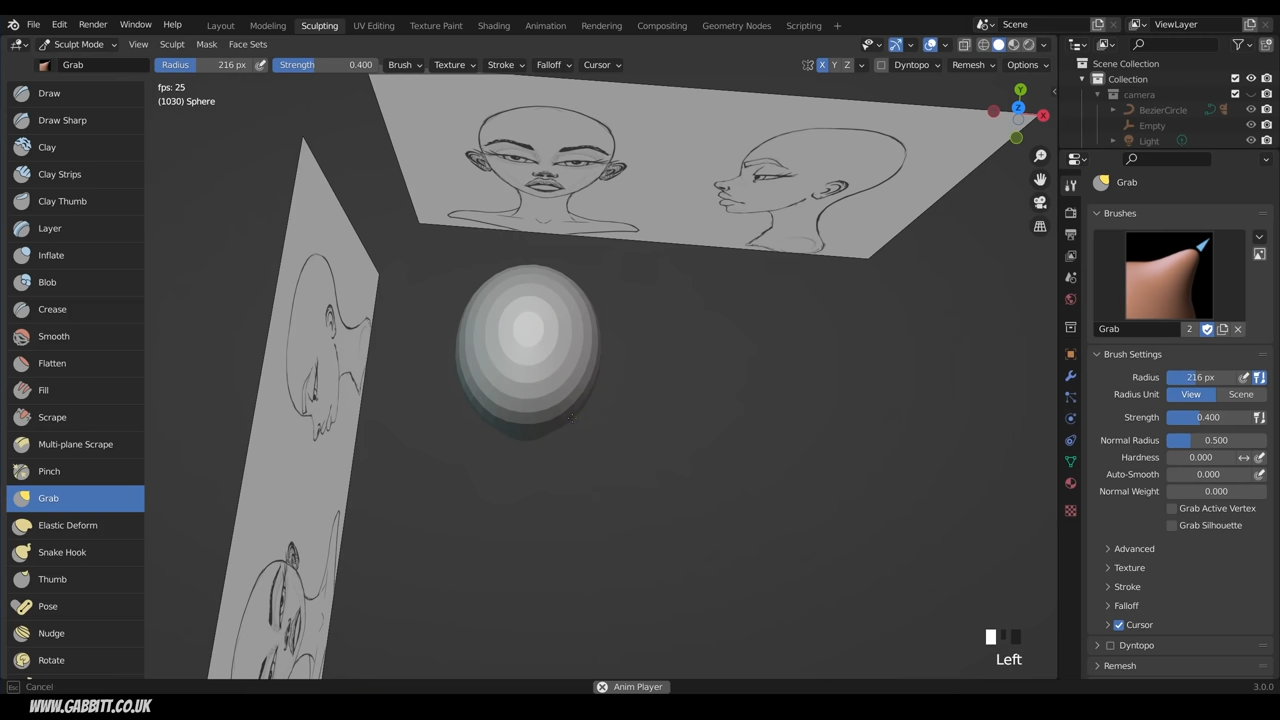 File Edit Render Window Help Layout Modeling Sculpting UV Editing Texture Paint Shading Animation Rendering Compositing Geometry Nodes Scripting + Scene ViewLayer
Sculpt Mode View Sculpt Mask Face Sets
Grab Radius 216 px Strength 0.400 Brush Texture Stroke Falloff Cursor X Y Z Dyntopo Remesh Options
fps: 25
(1030) Sphere
Draw
Draw Sharp
Clay
Clay Strips
Clay Thumb
Layer
Inflate
Blob
Crease
Smooth
Flatten
Fill
Scrape
Multi-plane Scrape
Pinch
Grab
Elastic Deform
Snake Hook
Thumb
Pose
Nudge
Rotate
Y
Z
X
Left
Scene Collection
Collection
camera
BezierCircle
Empty
Light
Grab
Brushes
Grab 2
Brush Settings
Radius 216 px
Radius Unit View Scene
Strength 0.400
Normal Radius 0.500
Hardness 0.000
Auto-Smooth 0.000
Normal Weight 0.000
Grab Active Vertex
Grab Silhouette
Advanced
Texture
Stroke
Falloff
Cursor
Dyntopo
Remesh
Esc Cancel Anim Player 3.0.0
WWW.GABBITT.CO.UK